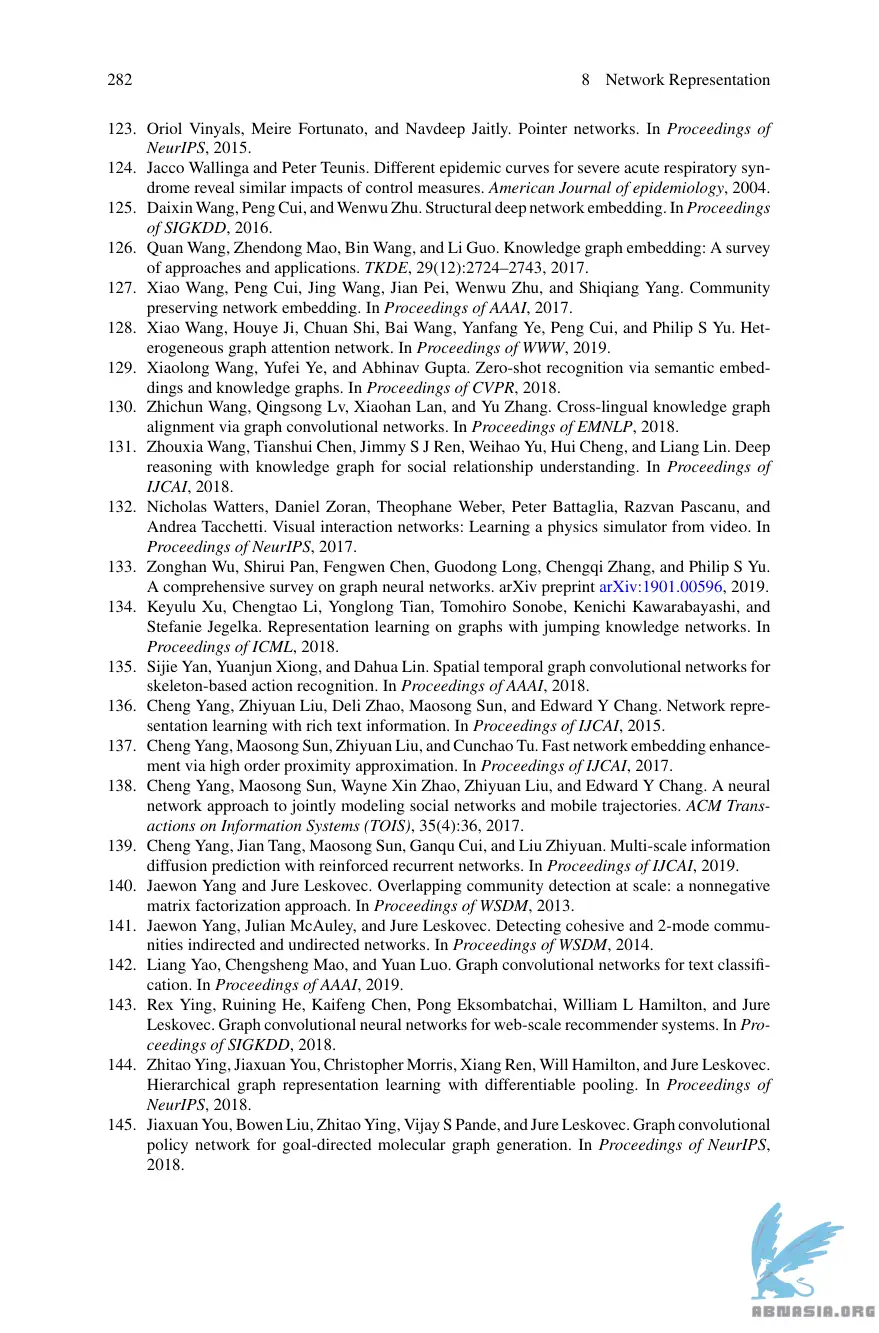 282 8 Network Representation
123. Oriol Vinyals, Meire Fortunato, and Navdeep Jaitly. Pointer networks. In Proceedings of
NeurIPS, 2015.
124. Jacco Wallinga and Peter Teunis. Different epidemic curves for severe acute respiratory syn-
drome reveal similar impacts of control measures. American Journal of epidemiology, 2004.
125. Daixin Wang, Peng Cui, and Wenwu Zhu. Structural deep network embedding. In Proceedings
of SIGKDD, 2016.
126. Quan Wang, Zhendong Mao, Bin Wang, and Li Guo. Knowledge graph embedding: A survey
of approaches and applications. TKDE, 29(12):2724–2743, 2017.
127. Xiao Wang, Peng Cui, Jing Wang, Jian Pei, Wenwu Zhu, and Shiqiang Yang. Community
preserving network embedding. In Proceedings of AAAI, 2017.
128. Xiao Wang, Houye Ji, Chuan Shi, Bai Wang, Yanfang Ye, Peng Cui, and Philip S Yu. Het-
erogeneous graph attention network. In Proceedings of WWW, 2019.
129. Xiaolong Wang, Yufei Ye, and Abhinav Gupta. Zero-shot recognition via semantic embed-
dings and knowledge graphs. In Proceedings of CVPR, 2018.
130. Zhichun Wang, Qingsong Lv, Xiaohan Lan, and Yu Zhang. Cross-lingual knowledge graph
alignment via graph convolutional networks. In Proceedings of EMNLP, 2018.
131. Zhouxia Wang, Tianshui Chen, Jimmy S J Ren, Weihao Yu, Hui Cheng, and Liang Lin. Deep
reasoning with knowledge graph for social relationship understanding. In Proceedings of
IJCAI, 2018.
132. Nicholas Watters, Daniel Zoran, Theophane Weber, Peter Battaglia, Razvan Pascanu, and
Andrea Tacchetti. Visual interaction networks: Learning a physics simulator from video. In
Proceedings of NeurIPS, 2017.
133. Zonghan Wu, Shirui Pan, Fengwen Chen, Guodong Long, Chengqi Zhang, and Philip S Yu.
A comprehensive survey on graph neural networks. arXiv preprint arXiv:1901.00596, 2019.
134. Keyulu Xu, Chengtao Li, Yonglong Tian, Tomohiro Sonobe, Kenichi Kawarabayashi, and
Stefanie Jegelka. Representation learning on graphs with jumping knowledge networks. In
Proceedings of ICML, 2018.
135. Sijie Yan, Yuanjun Xiong, and Dahua Lin. Spatial temporal graph convolutional networks for
skeleton-based action recognition. In Proceedings of AAAI, 2018.
136. Cheng Yang, Zhiyuan Liu, Deli Zhao, Maosong Sun, and Edward Y Chang. Network repre-
sentation learning with rich text information. In Proceedings of IJCAI, 2015.
137. Cheng Yang, Maosong Sun, Zhiyuan Liu, and Cunchao Tu. Fast network embedding enhance-
ment via high order proximity approximation. In Proceedings of IJCAI, 2017.
138. Cheng Yang, Maosong Sun, Wayne Xin Zhao, Zhiyuan Liu, and Edward Y Chang. A neural
network approach to jointly modeling social networks and mobile trajectories. ACM Trans-
actions on Information Systems (TOIS), 35(4):36, 2017.
139. Cheng Yang, Jian Tang, Maosong Sun, Ganqu Cui, and Liu Zhiyuan. Multi-scale information
diffusion prediction with reinforced recurrent networks. In Proceedings of IJCAI, 2019.
140. Jaewon Yang and Jure Leskovec. Overlapping community detection at scale: a nonnegative
matrix factorization approach. In Proceedings of WSDM, 2013.
141. Jaewon Yang, Julian McAuley, and Jure Leskovec. Detecting cohesive and 2-mode commu-
nities indirected and undirected networks. In Proceedings of WSDM, 2014.
142. Liang Yao, Chengsheng Mao, and Yuan Luo. Graph convolutional networks for text classifi-
cation. In Proceedings of AAAI, 2019.
143. Rex Ying, Ruining He, Kaifeng Chen, Pong Eksombatchai, William L Hamilton, and Jure
Leskovec. Graph convolutional neural networks for web-scale recommender systems. In Pro-
ceedings of SIGKDD, 2018.
144. Zhitao Ying, Jiaxuan You, Christopher Morris, Xiang Ren, Will Hamilton, and Jure Leskovec.
Hierarchical graph representation learning with differentiable pooling. In Proceedings of
NeurIPS, 2018.
145. Jiaxuan You, Bowen Liu, Zhitao Ying, Vijay S Pande, and Jure Leskovec. Graph convolutional
policy network for goal-directed molecular graph generation. In Proceedings of NeurIPS,
2018.
ABNASIA.ORG